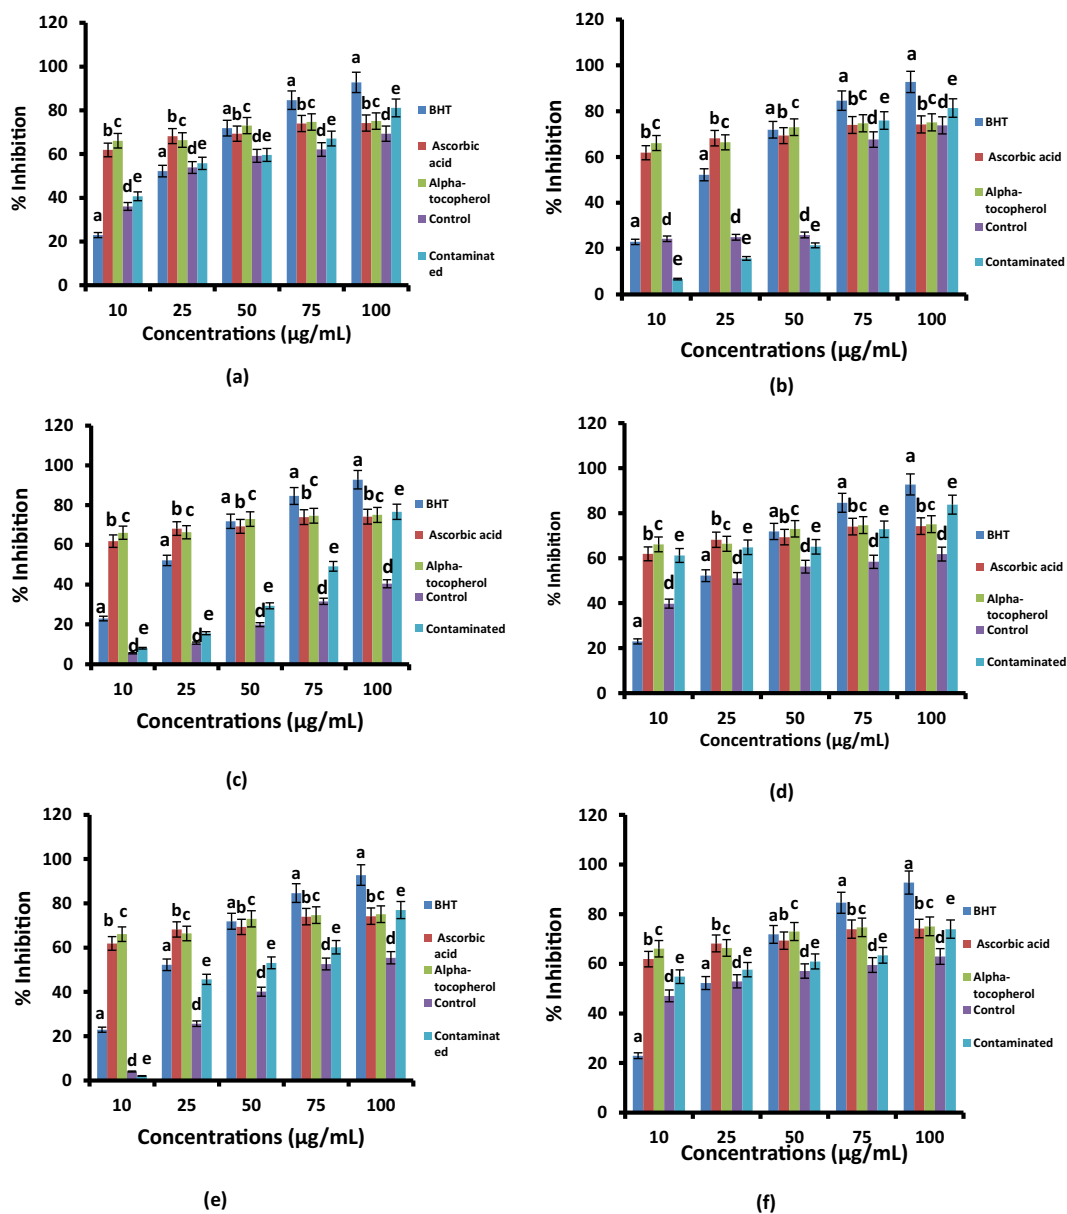 120
100
80
60
40
20
0
% Inhibition
a b c d e
a b c d e
a b c d e
a b c d e
a b c d e
10 25 50 75 100
Concentrations (µg/mL)
BHT
Ascorbic
acid
Alpha-
tocopherol
Control
Contaminat
ed
(a)
120
100
80
60
40
20
0
% Inhibition
a b c d e
a b c d e
a b c d e
a b c d e
a b c d e
10 25 50 75 100
Concentrations (µg/mL)
BHT
Ascorbic acid
Alpha-
tocopherol
Control
Contaminated
(b)
120
100
80
60
40
20
0
% Inhibition
a b c d e
a b c d e
a b c d e
a b c d e
a b c d e
10 25 50 75 100
Concentrations (µg/mL)
BHT
Ascorbic acid
Alpha-
tocopherol
Control
Contaminated
(c)
120
100
80
60
40
20
0
% Inhibition
a b c d e
a b c d e
a b c d e
a b c d e
a b c d e
10 25 50 75 100
Concentrations (µg/mL)
BHT
Ascorbic acid
Alpha-
tocopherol
Control
Contaminated
(d)
120
100
80
60
40
20
0
% Inhibition
a b c d e
a b c d e
a b c d e
a b c d e
a b c d e
10 25 50 75 100
Concentrations (µg/mL)
BHT
Ascorbic
acid
Alpha-
tocopherol
Control
Contaminat
ed
(e)
120
100
80
60
40
20
0
% Inhibition
a b c d e
a b c d e
a b c d e
a b c d e
a b c d e
10 25 50 75 100
Concentrations (µg/mL)
BHT
Ascorbic acid
Alpha-
tocopherol
Control
Contaminated
(f)